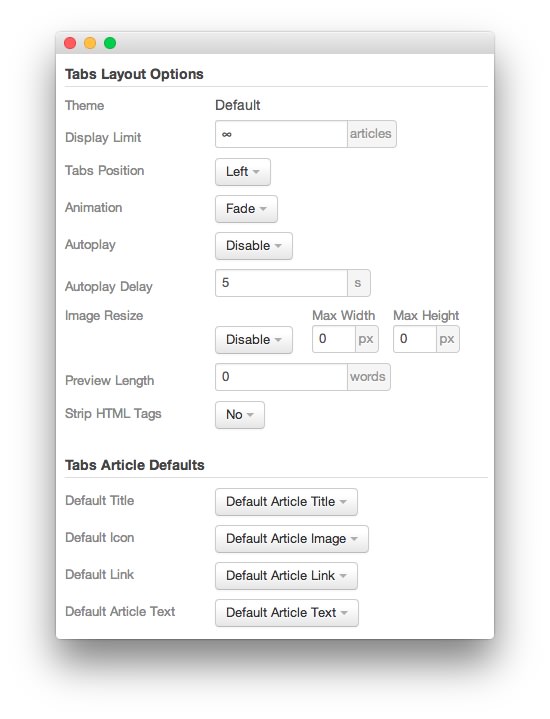 Tabs Layout Options
Theme Default
Display Limit ∞ articles
Tabs Position Left
Animation Fade
Autoplay Disable
Autoplay Delay 5 s
Image Resize Max Width Max Height
Disable 0 px 0 px
Preview Length 0 words
Strip HTML Tags No
Tabs Article Defaults
Default Title Default Article Title
Default Icon Default Article Image
Default Link Default Article Link
Default Article Text Default Article Text